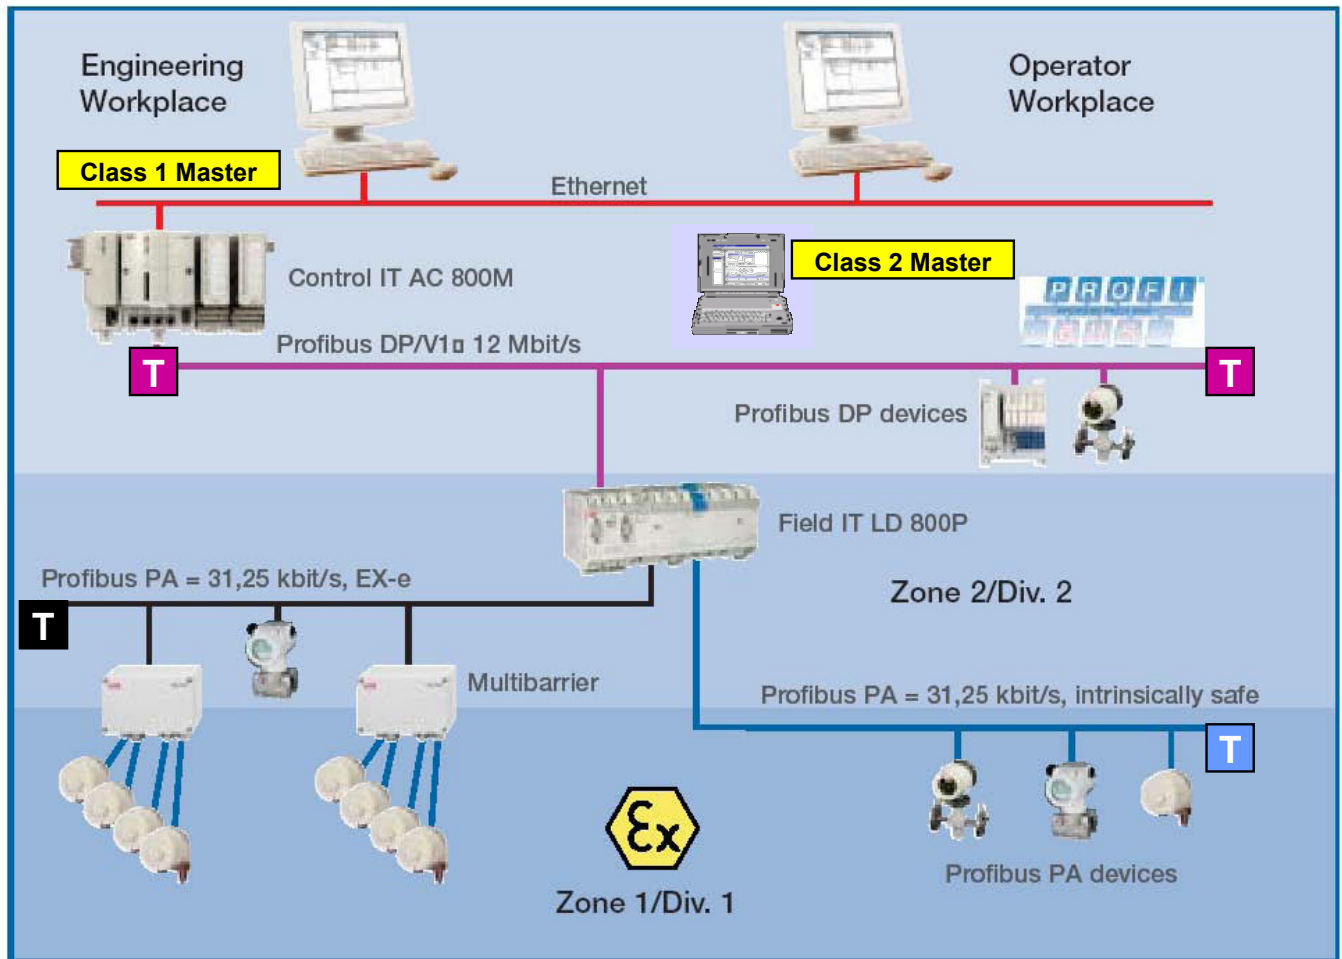 Engineering
Workplace
Operator
Workplace
Class 1 Master
Ethernet
Control IT AC 800M
Class 2 Master
PROFI
BUS
Profibus DP/V1▯ 12 Mbit/s
T
T
Profibus DP devices
Field IT LD 800P
Profibus PA = 31,25 kbit/s, EX-e
Zone 2/Div. 2
T
Multibarrier
Profibus PA = 31,25 kbit/s, intrinsically safe
T
Ex
Profibus PA devices
Zone 1/Div. 1